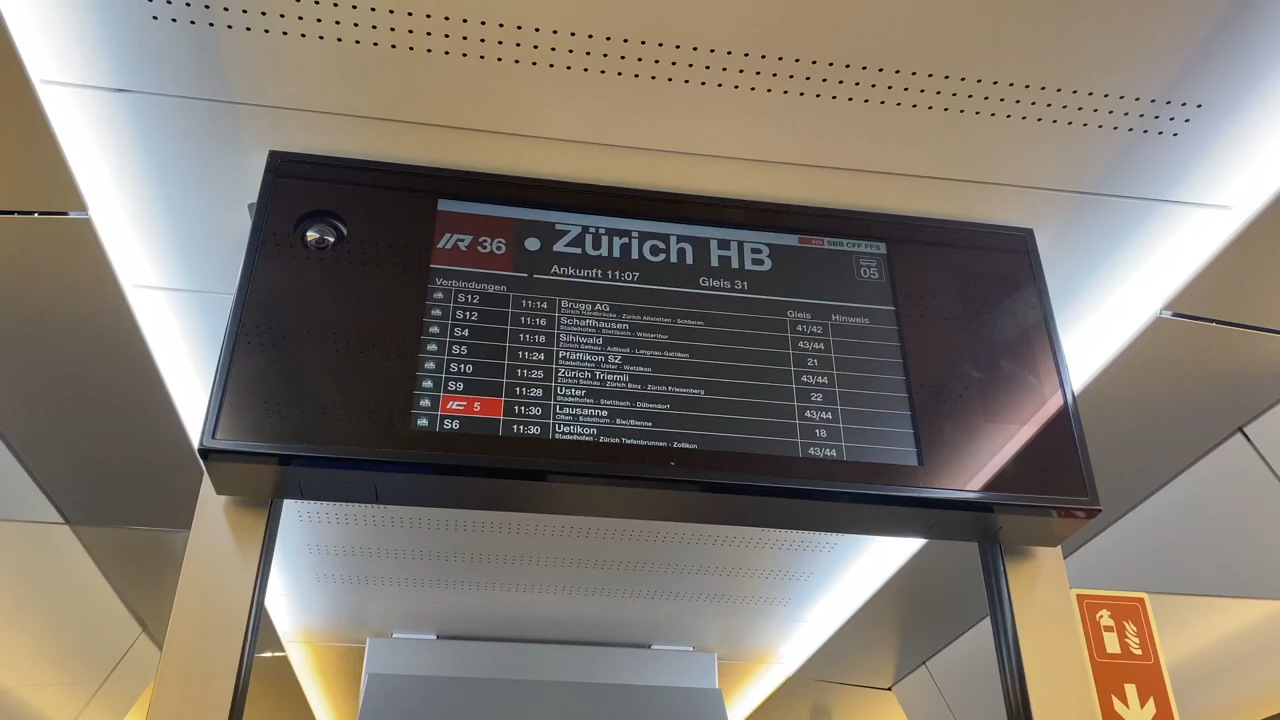 IR 36
Zürich HB
SBB CFF FFS
Ankunft 11:07
Gleis 31
05
Verbindungen
Gleis Hinweis
S12 11:14 Brugg AG 41/42
Zürich Hardbrücke - Zürich Altstetten - Schlieren
S12 11:16 Schaffhausen 43/44
Stadelhofen - Stettbach - Winterthur
S4 11:18 Sihlwald 21
Zürich Selnau - Adliswil - Langnau-Gattikon
S5 11:24 Pfäffikon SZ 43/44
Stadelhofen - Uster - Wetzikon
S10 11:25 Zürich Triemli 22
Zürich Selnau - Zürich Binz - Zürich Friesenberg
S9 11:28 Uster 43/44
Stadelhofen - Stettbach - Dübendorf
IC 5 11:30 Lausanne 18
Olten - Solothurn - Biel/Bienne
S6 11:30 Uetikon 43/44
Stadelhofen - Zürich Tiefenbrunnen - Zollikon